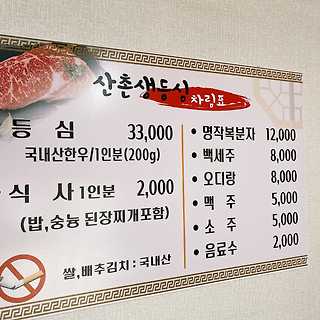 산촌생등심 차림표
등 심 33,000
국내산한우/1인분(200g)
식 사 1인분 2,000
(밥,숭늉 된장찌개포함)
• 명작복분자 12,000
• 백세주 8,000
• 오디랑 8,000
• 맥 주 5,000
• 소 주 5,000
• 음료수 2,000
쌀,배추김치 : 국내산